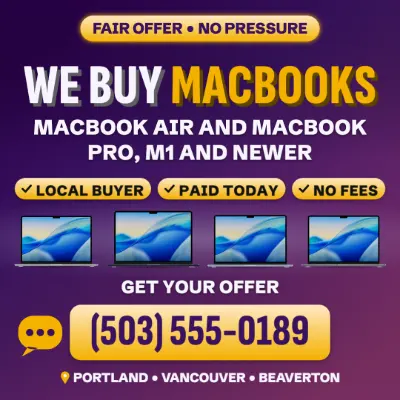 FAIR OFFER • NO PRESSURE
WE BUY MACBOOKS
MACBOOK AIR AND MACBOOK
PRO, M1 AND NEWER
✓ LOCAL BUYER ✓ PAID TODAY ✓ NO FEES
GET YOUR OFFER
(503) 555-0189
PORTLAND • VANCOUVER • BEAVERTON